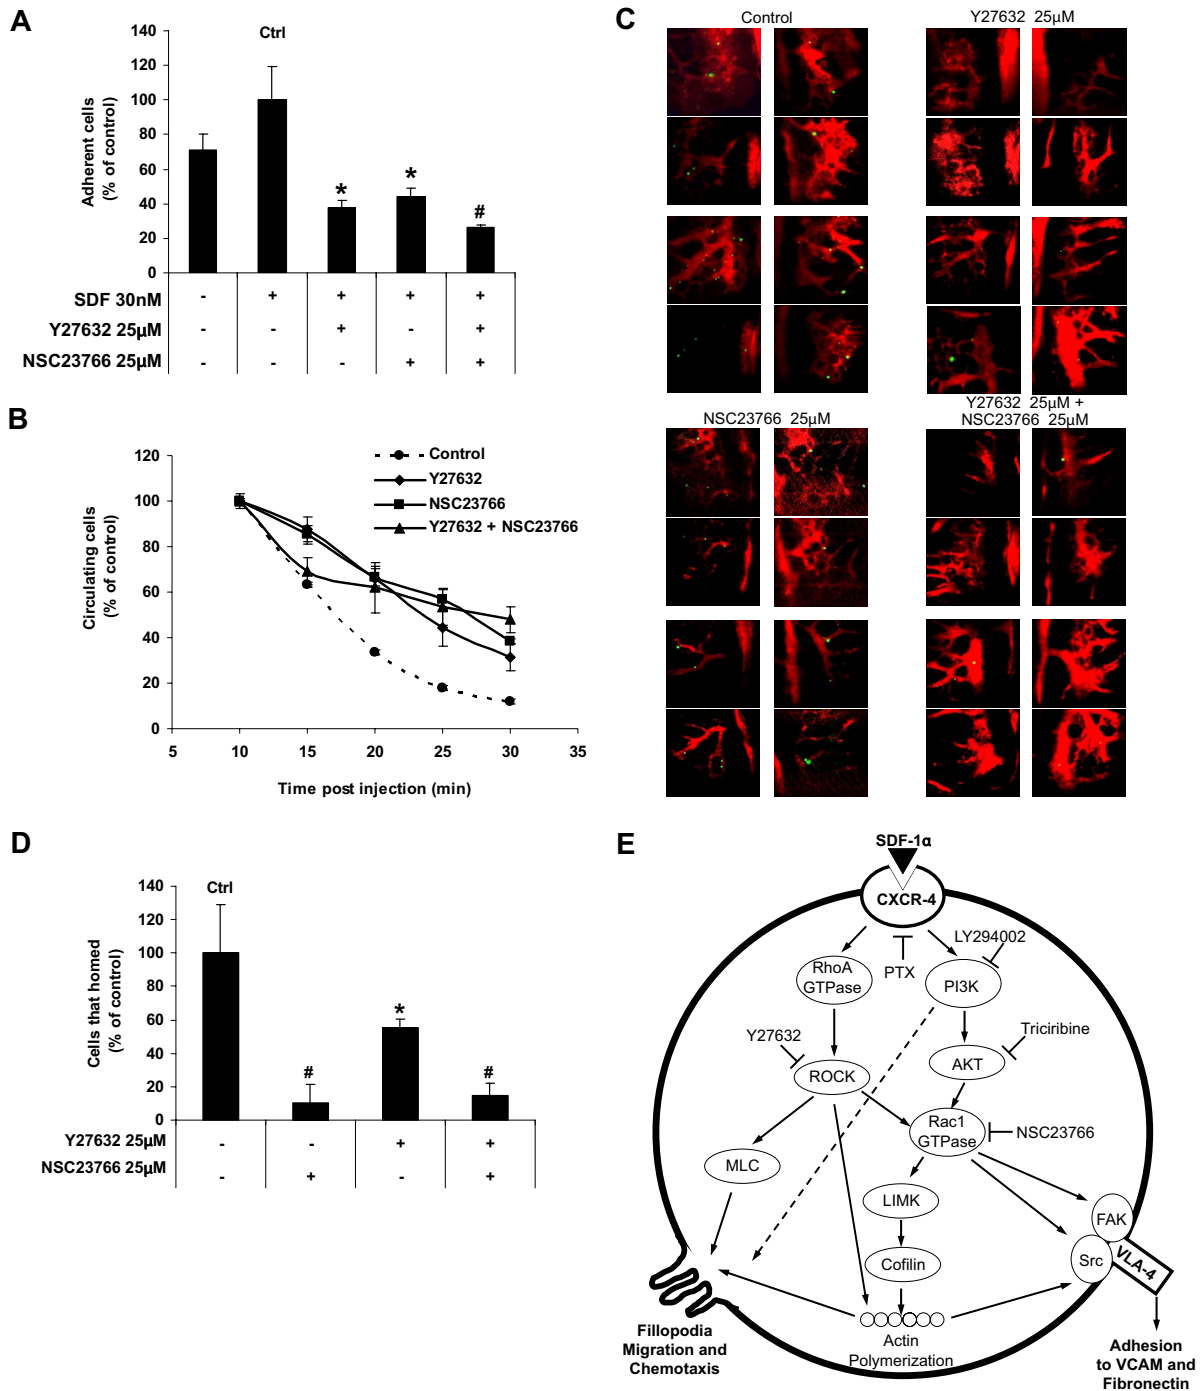 A
Adherent cells
(% of control)
140
120
100
80
60
40
20
0
Ctrl
*
*
#
SDF 30nM - + + + +
Y27632 25µM - - + - +
NSC23766 25µM - - - + +
B
Circulating cells
(% of control)
120
100
80
60
40
20
0
5 10 15 20 25 30 35
Time post injection (min)
Control
Y27632
NSC23766
Y27632 + NSC23766
C
Control
Y27632 25µM
NSC23766 25µM
Y27632 25µM +
NSC23766 25µM
D
Cells that homed
(% of control)
140
120
100
80
60
40
20
0
Ctrl
#
*
#
Y27632 25µM - - + +
NSC23766 25µM - + - +
E
SDF-1α
CXCR-4
LY294002
RhoA
GTPase
PTX
PI3K
Y27632
Triciribine
ROCK
AKT
Rac1
GTPase
NSC23766
MLC
LIMK
FAK
Cofilin
Src
VLA-4
Actin
Polymerization
Fillopodia
Migration and
Chemotaxis
Adhesion
to VCAM and
Fibronectin